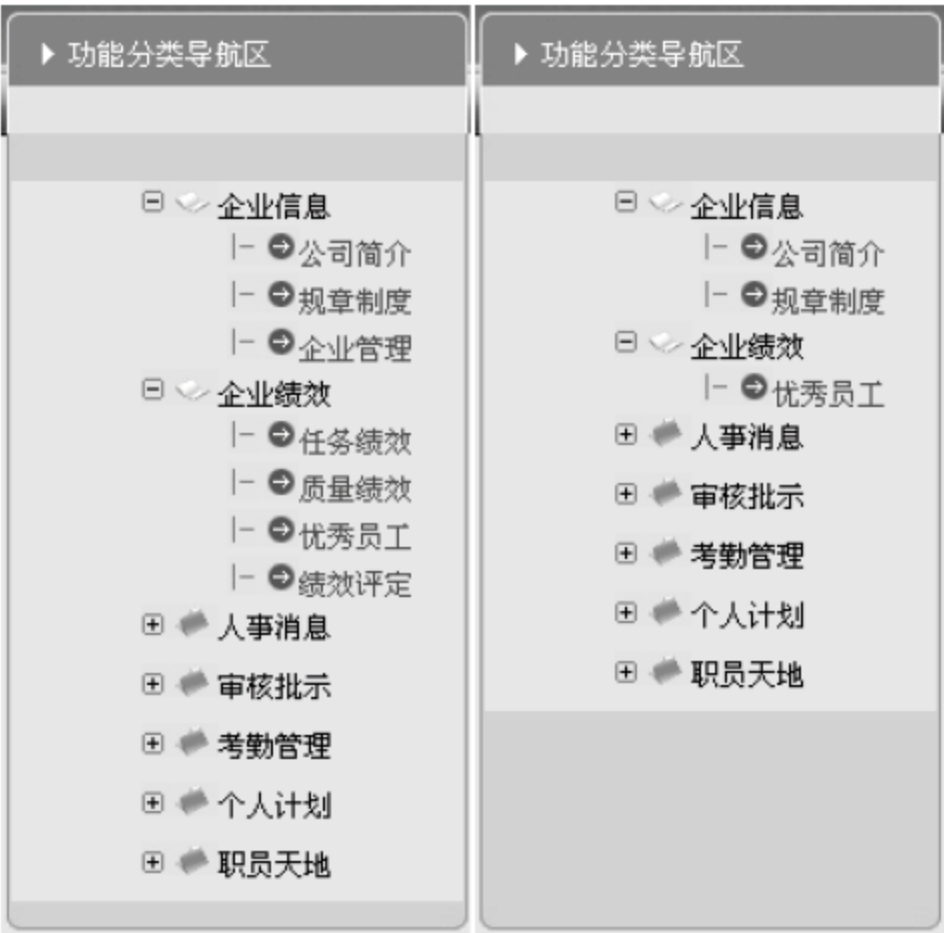 功能分类导航区
企业信息
公司简介
规章制度
企业管理
企业绩效
任务绩效
质量绩效
优秀员工
绩效评定
人事消息
审核批示
考勤管理
个人计划
职员天地
功能分类导航区
企业信息
公司简介
规章制度
企业绩效
优秀员工
人事消息
审核批示
考勤管理
个人计划
职员天地